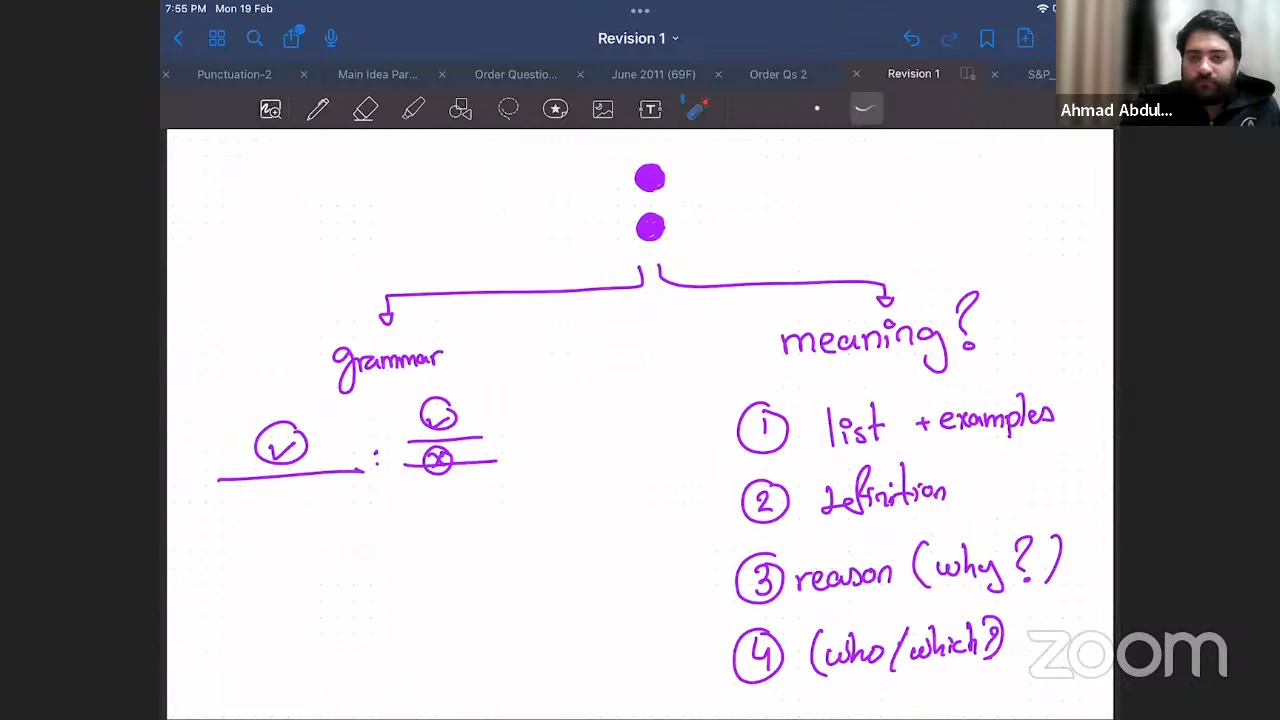 7:55 PM Mon 19 Feb
Revision 1
Punctuation-2
Main Idea Par...
Order Questio...
June 2011 (69F)
Order Qs 2
Revision 1
S&P_
Ahmad Abdul...
grammar
:
meaning?
1 list + examples
2 definition
3 reason (why?)
4 (who/which?)
zoom